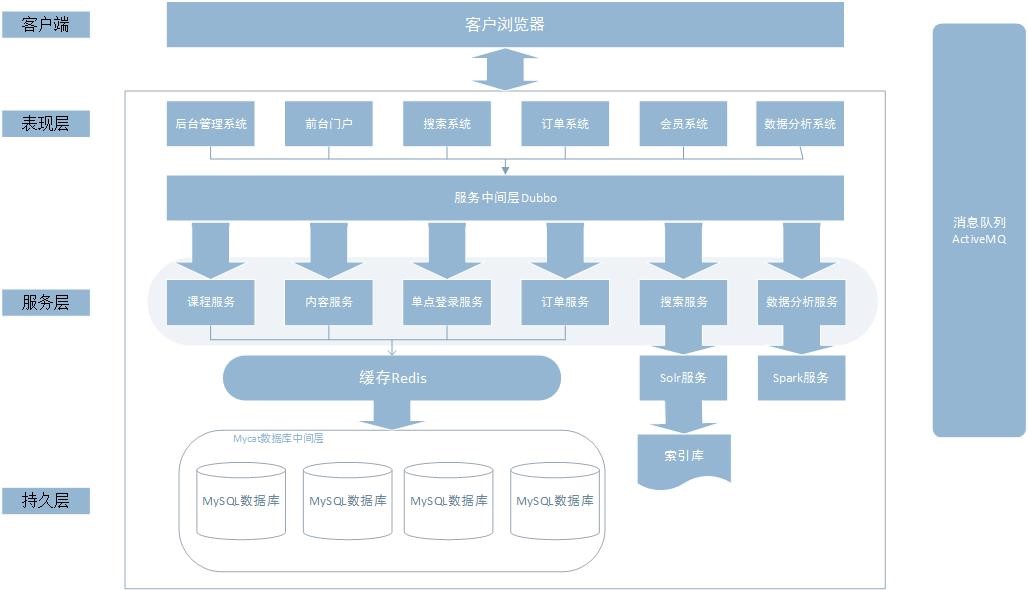 客户端
客户浏览器
表现层
后台管理系统
前台门户
搜索系统
订单系统
会员系统
数据分析系统
服务中间层Dubbo
消息队列
ActiveMQ
服务层
课程服务
内容服务
单点登录服务
订单服务
搜索服务
数据分析服务
缓存Redis
Solr服务
Spark服务
Mycat数据库中间层
索引库
持久层
MySQL数据库
MySQL数据库
MySQL数据库
MySQL数据库